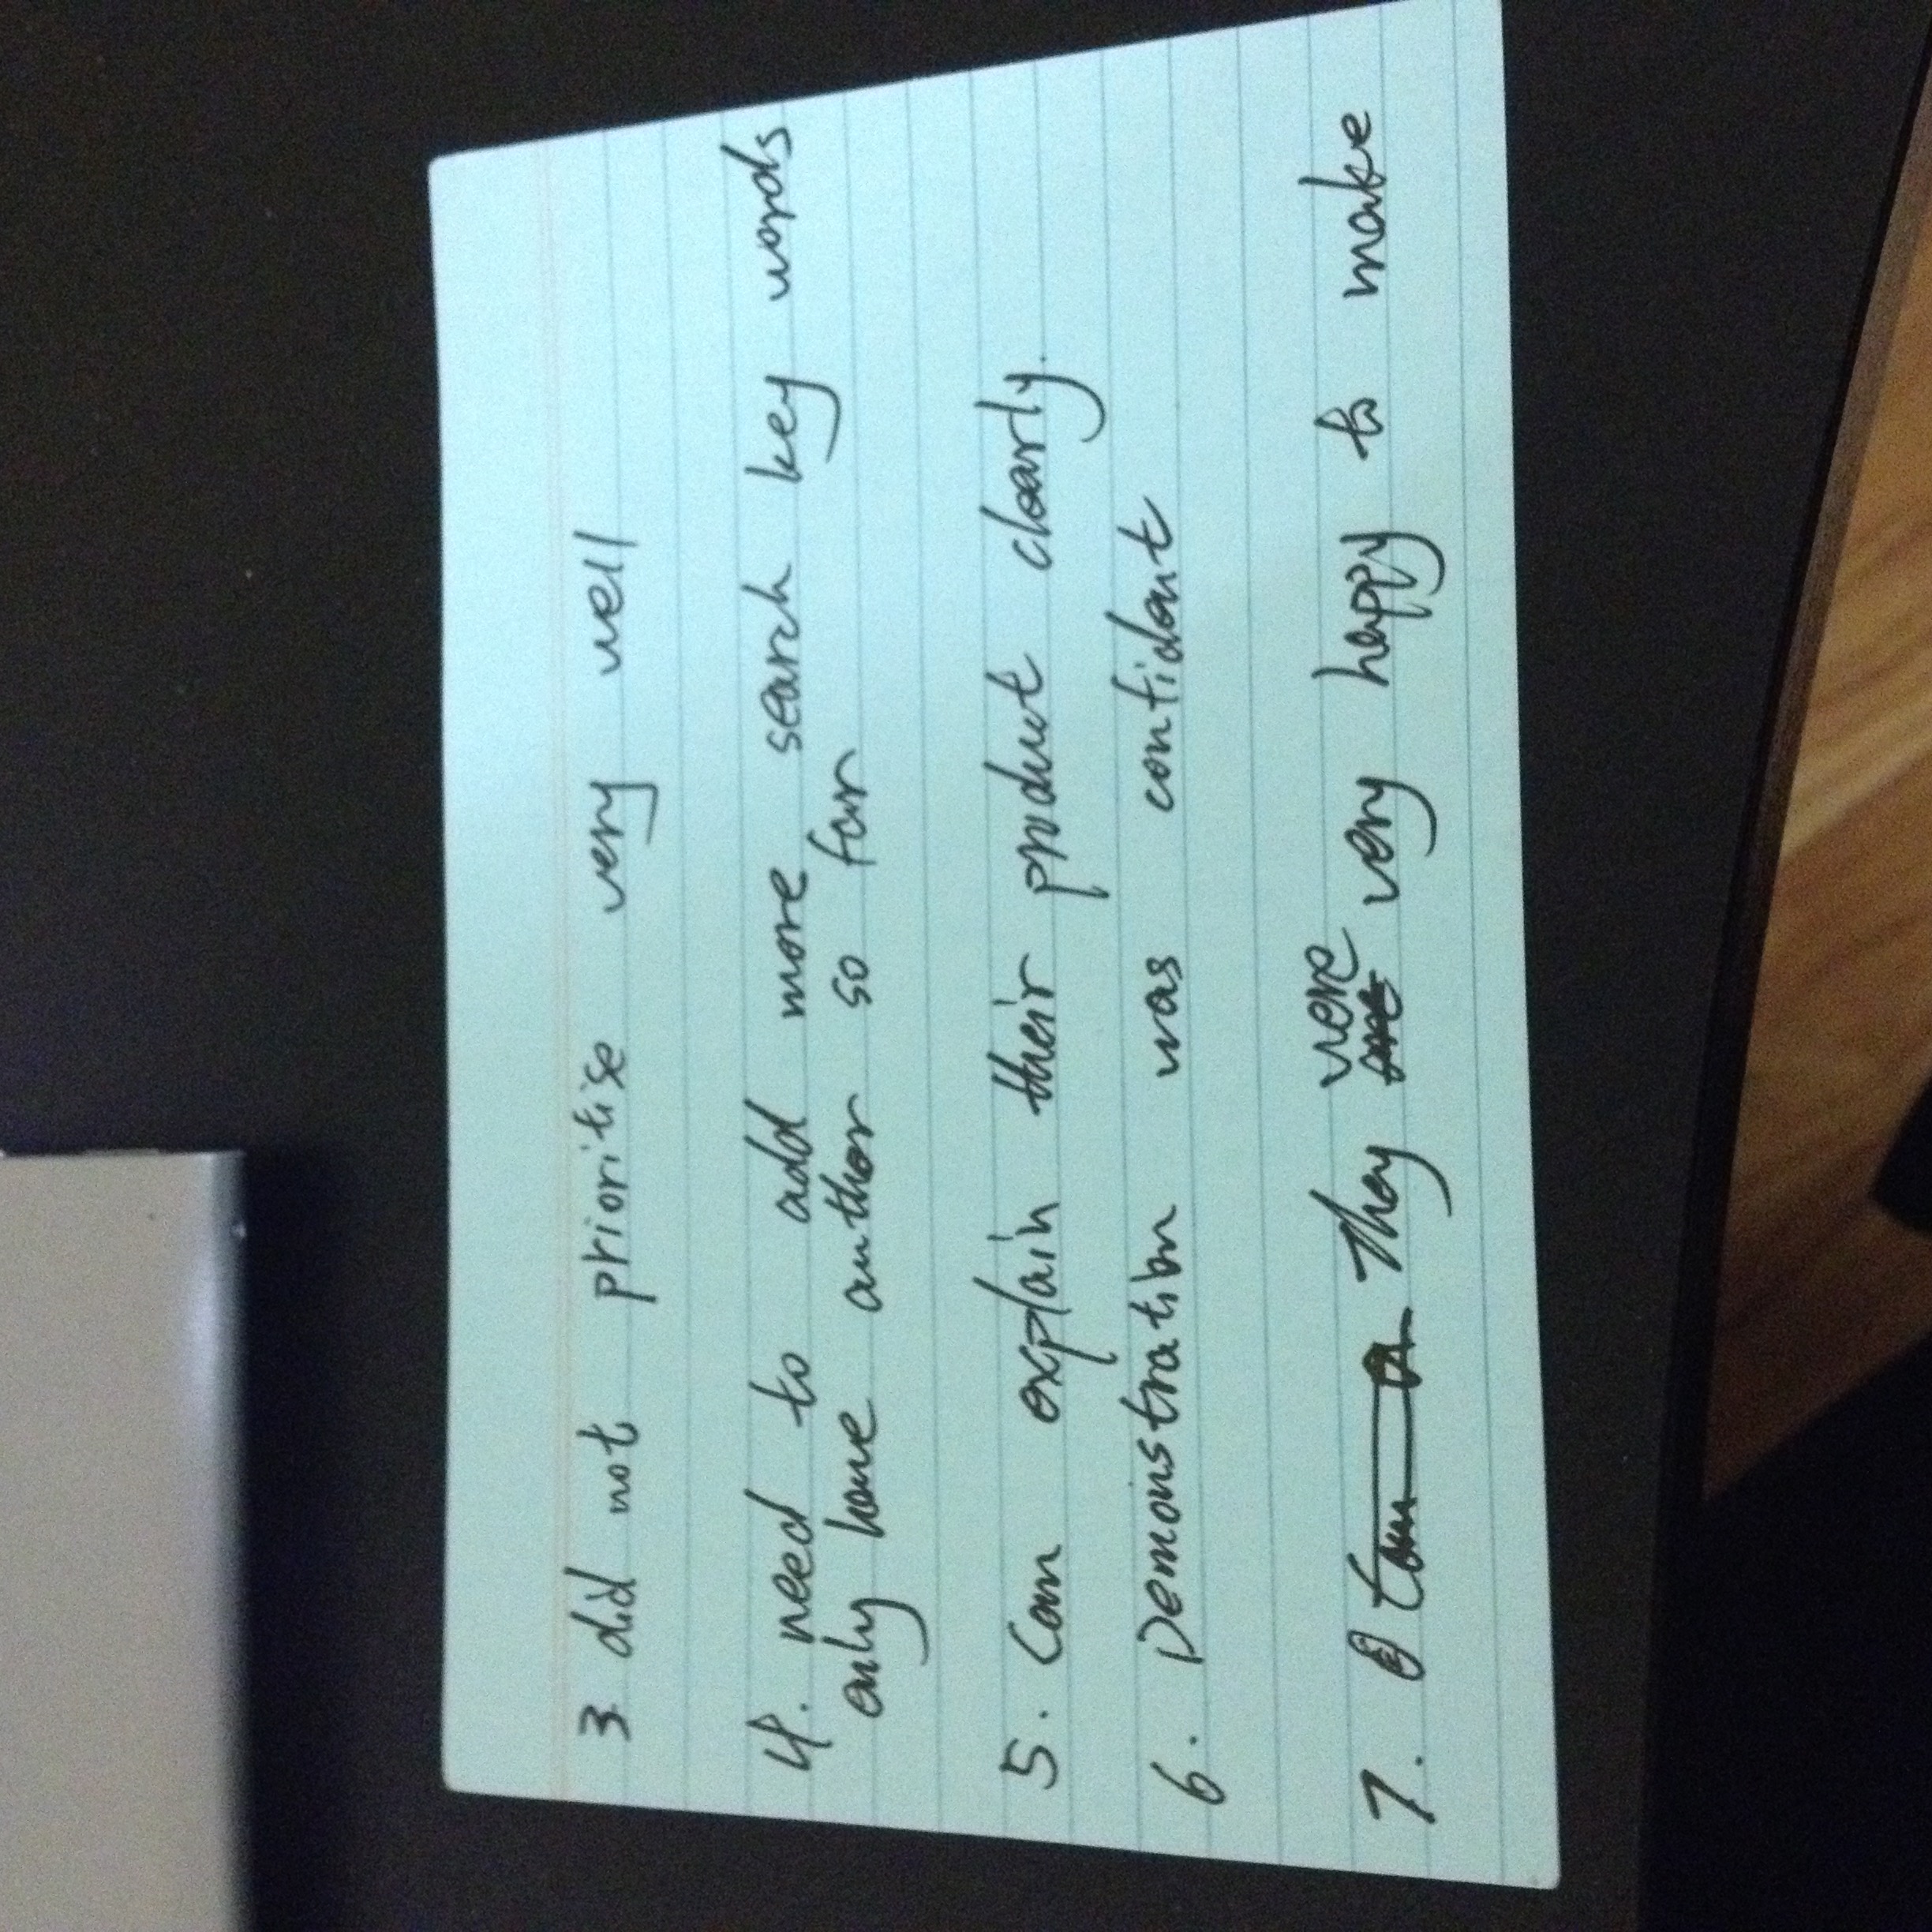 3. did not prioritise very well
4. need to add more search key words
only have author so far
5. Can explain their product clearly.
6. Demonstration was confident
7. They were very happy to make